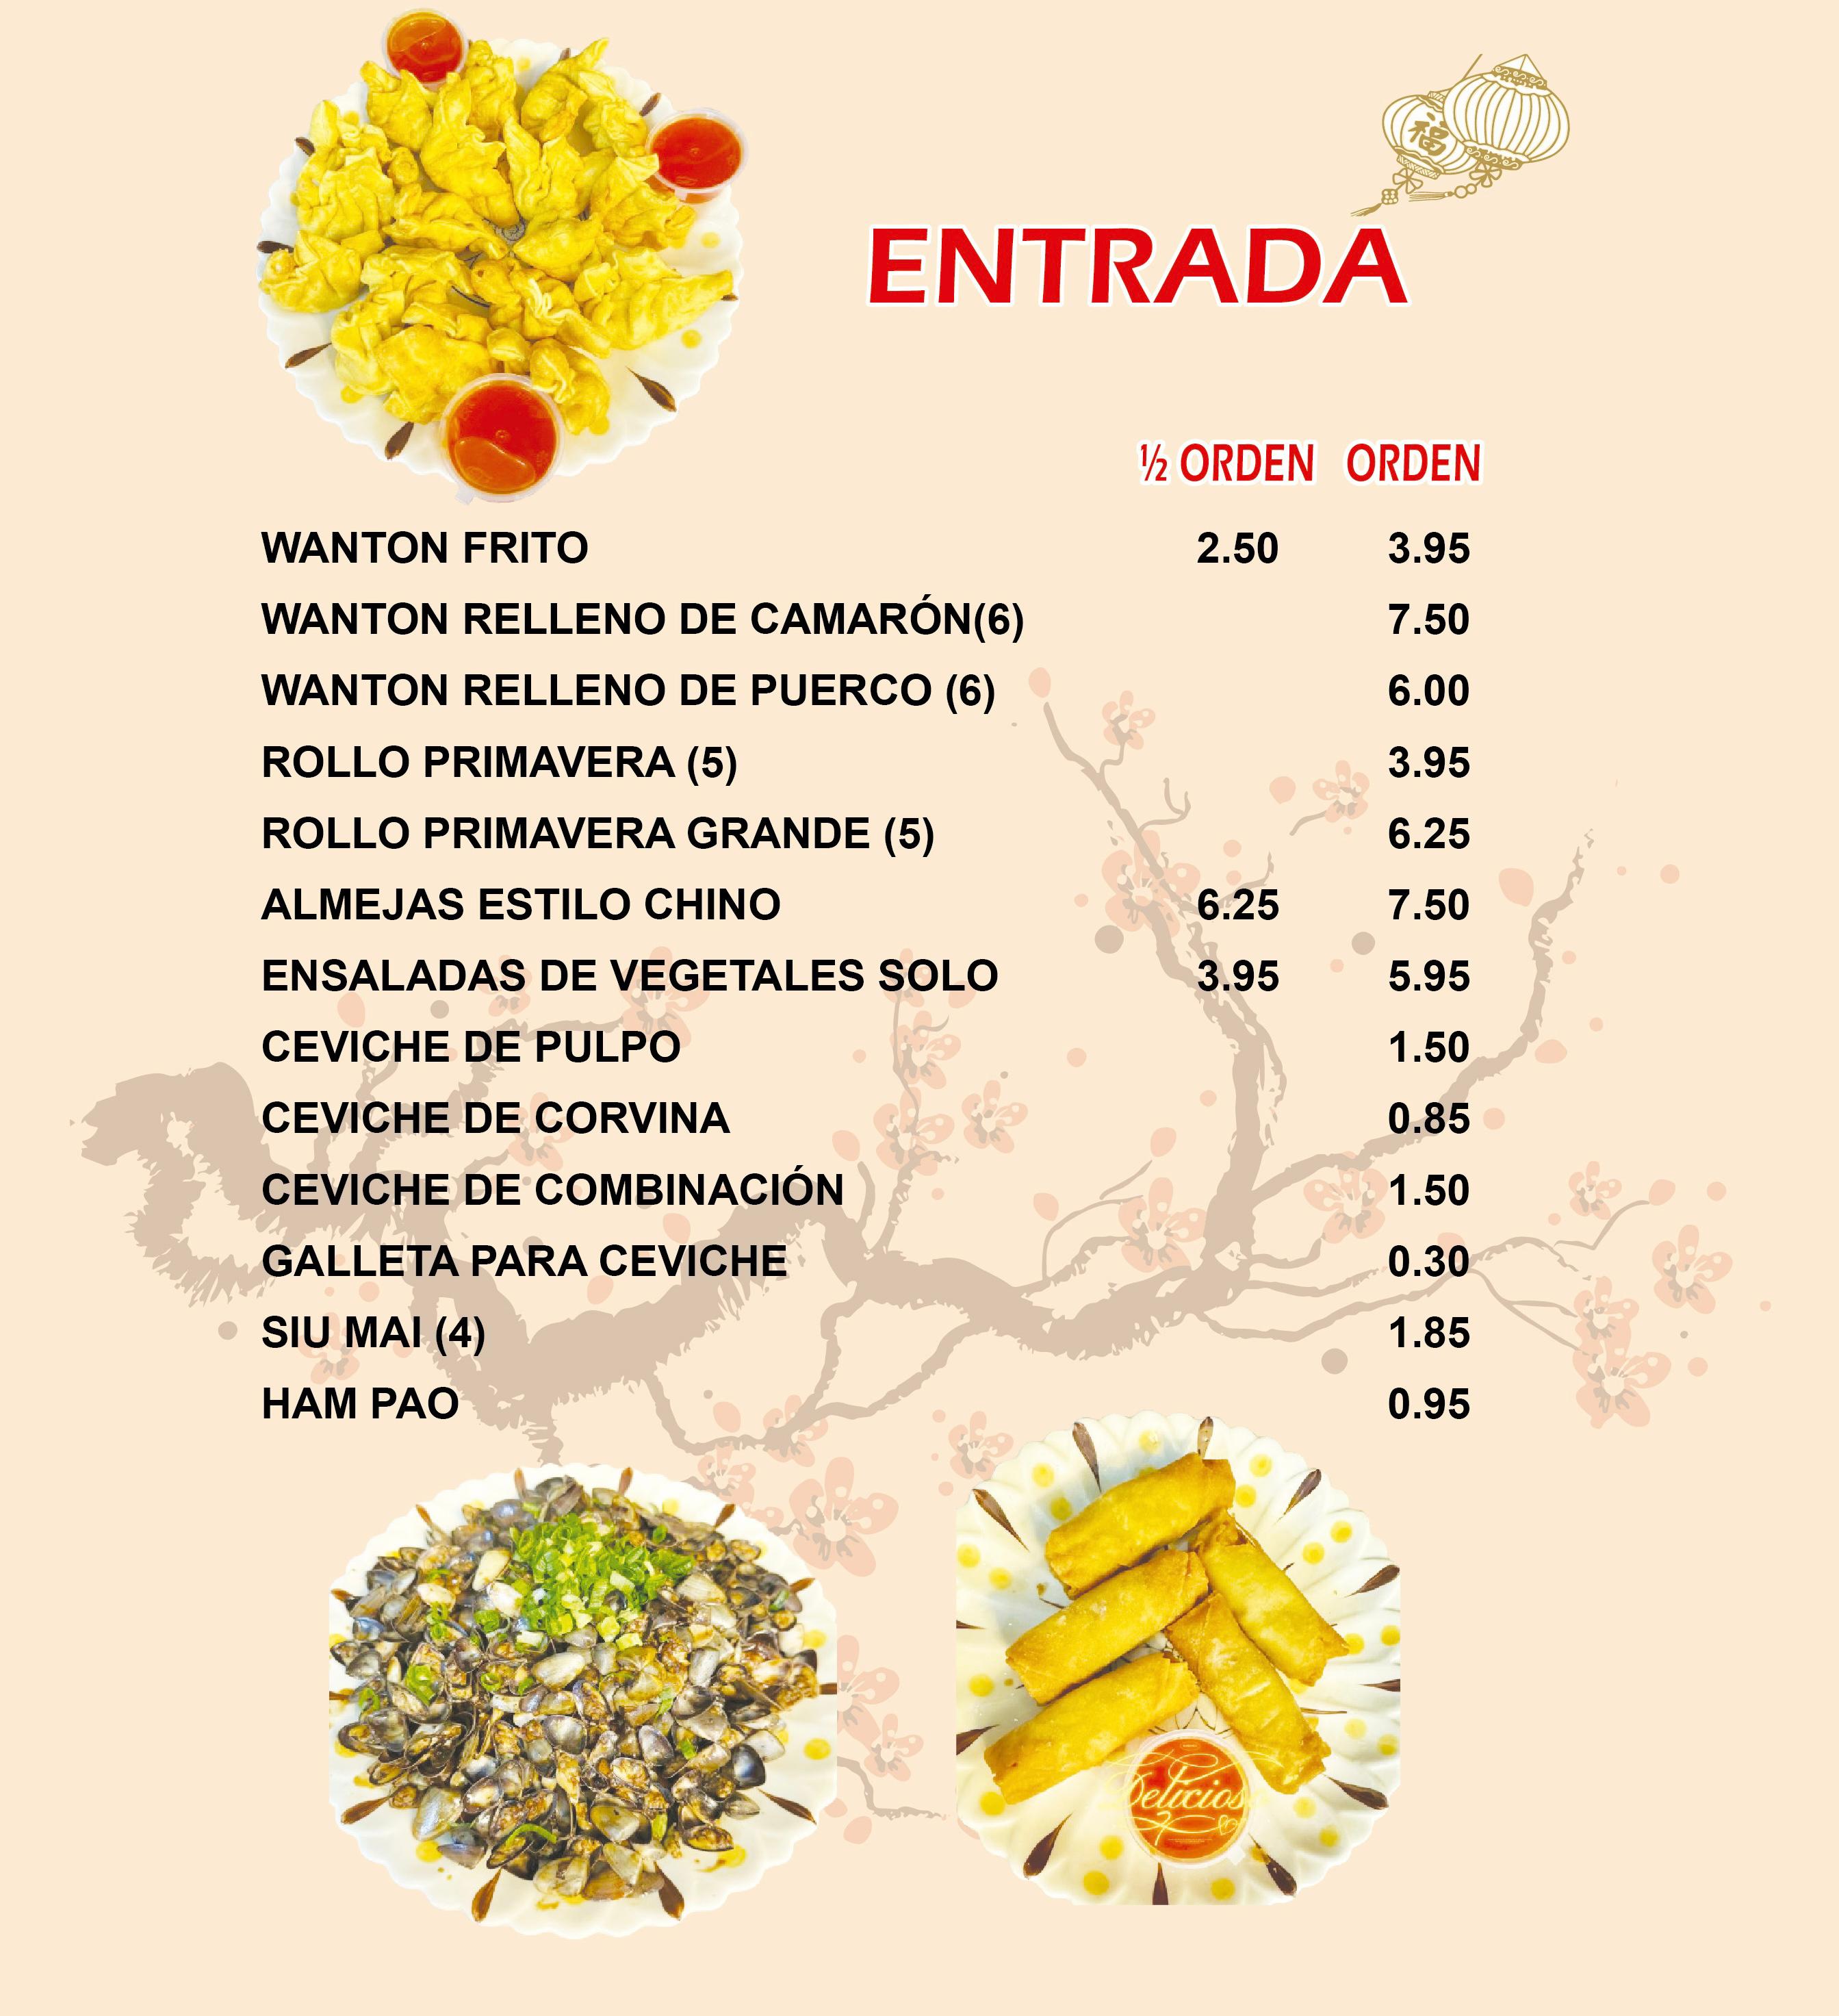 福
ENTRADA
½ ORDEN ORDEN
WANTON FRITO 2.50 3.95
WANTON RELLENO DE CAMARÓN(6) 7.50
WANTON RELLENO DE PUERCO (6) 6.00
ROLLO PRIMAVERA (5) 3.95
ROLLO PRIMAVERA GRANDE (5) 6.25
ALMEJAS ESTILO CHINO 6.25 7.50
ENSALADAS DE VEGETALES SOLO 3.95 5.95
CEVICHE DE PULPO 1.50
CEVICHE DE CORVINA 0.85
CEVICHE DE COMBINACIÓN 1.50
GALLETA PARA CEVICHE 0.30
SIU MAI (4) 1.85
HAM PAO 0.95
Delicioso